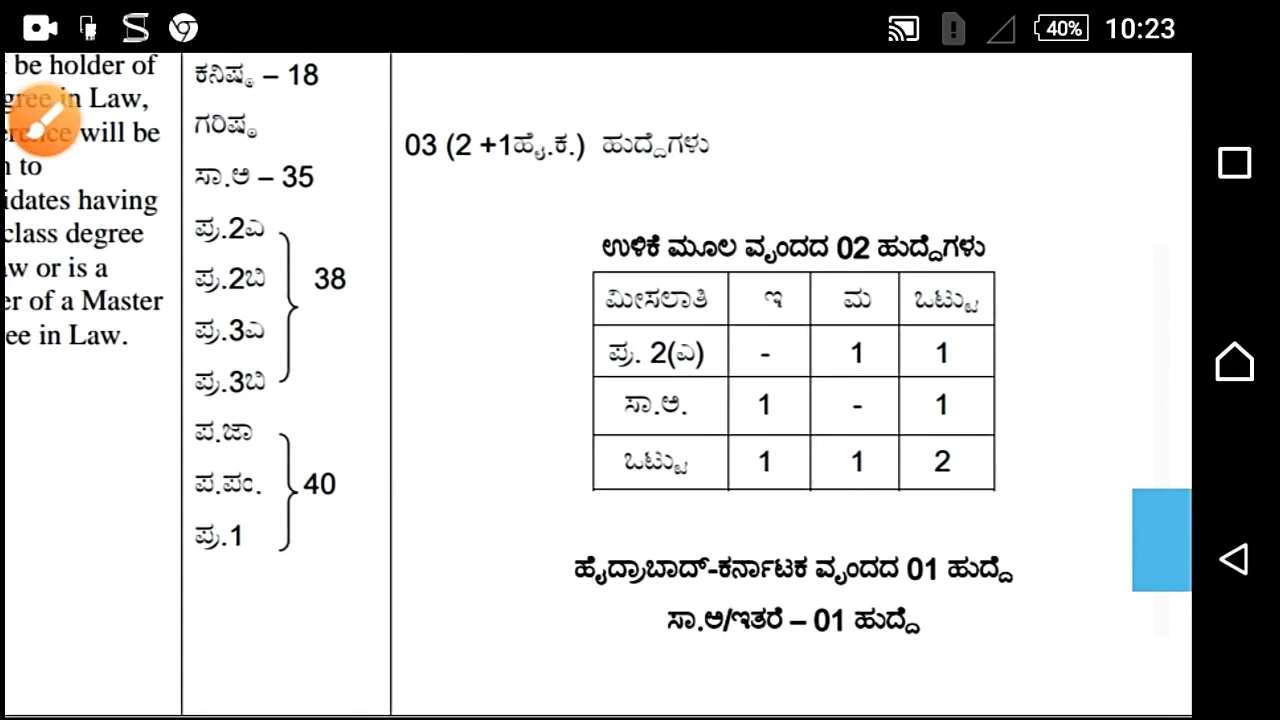 40% 10:23
be holder of
gree in Law,
will be
to
idates having
class degree
w or is a
er of a Master
ee in Law.
ಕನಿಷ್ಠ – 18
ಗರಿಷ್ಠ
ಸಾ.ಅ – 35
ಪ್ರ.2ಎ
ಪ್ರ.2ಬಿ
38
ಪ್ರ.3ಎ
ಪ್ರ.3ಬಿ
ಪ.ಜಾ
ಪ.ಪಂ.
40
ಪ್ರ.1
03 (2 +1ಹೈ.ಕ.) ಹುದ್ದೆಗಳು
ಉಳಿಕೆ ಮೂಲ ವೃಂದದ 02 ಹುದ್ದೆಗಳು
ಮೀಸಲಾತಿ ಇ ಮ ಒಟ್ಟು
ಪ್ರ. 2(ಎ) - 1 1
ಸಾ.ಅ. 1 - 1
ಒಟ್ಟು 1 1 2
ಹೈದ್ರಾಬಾದ್-ಕರ್ನಾಟಕ ವೃಂದದ 01 ಹುದ್ದೆ
ಸಾ.ಅ/ಇತರೆ – 01 ಹುದ್ದೆ